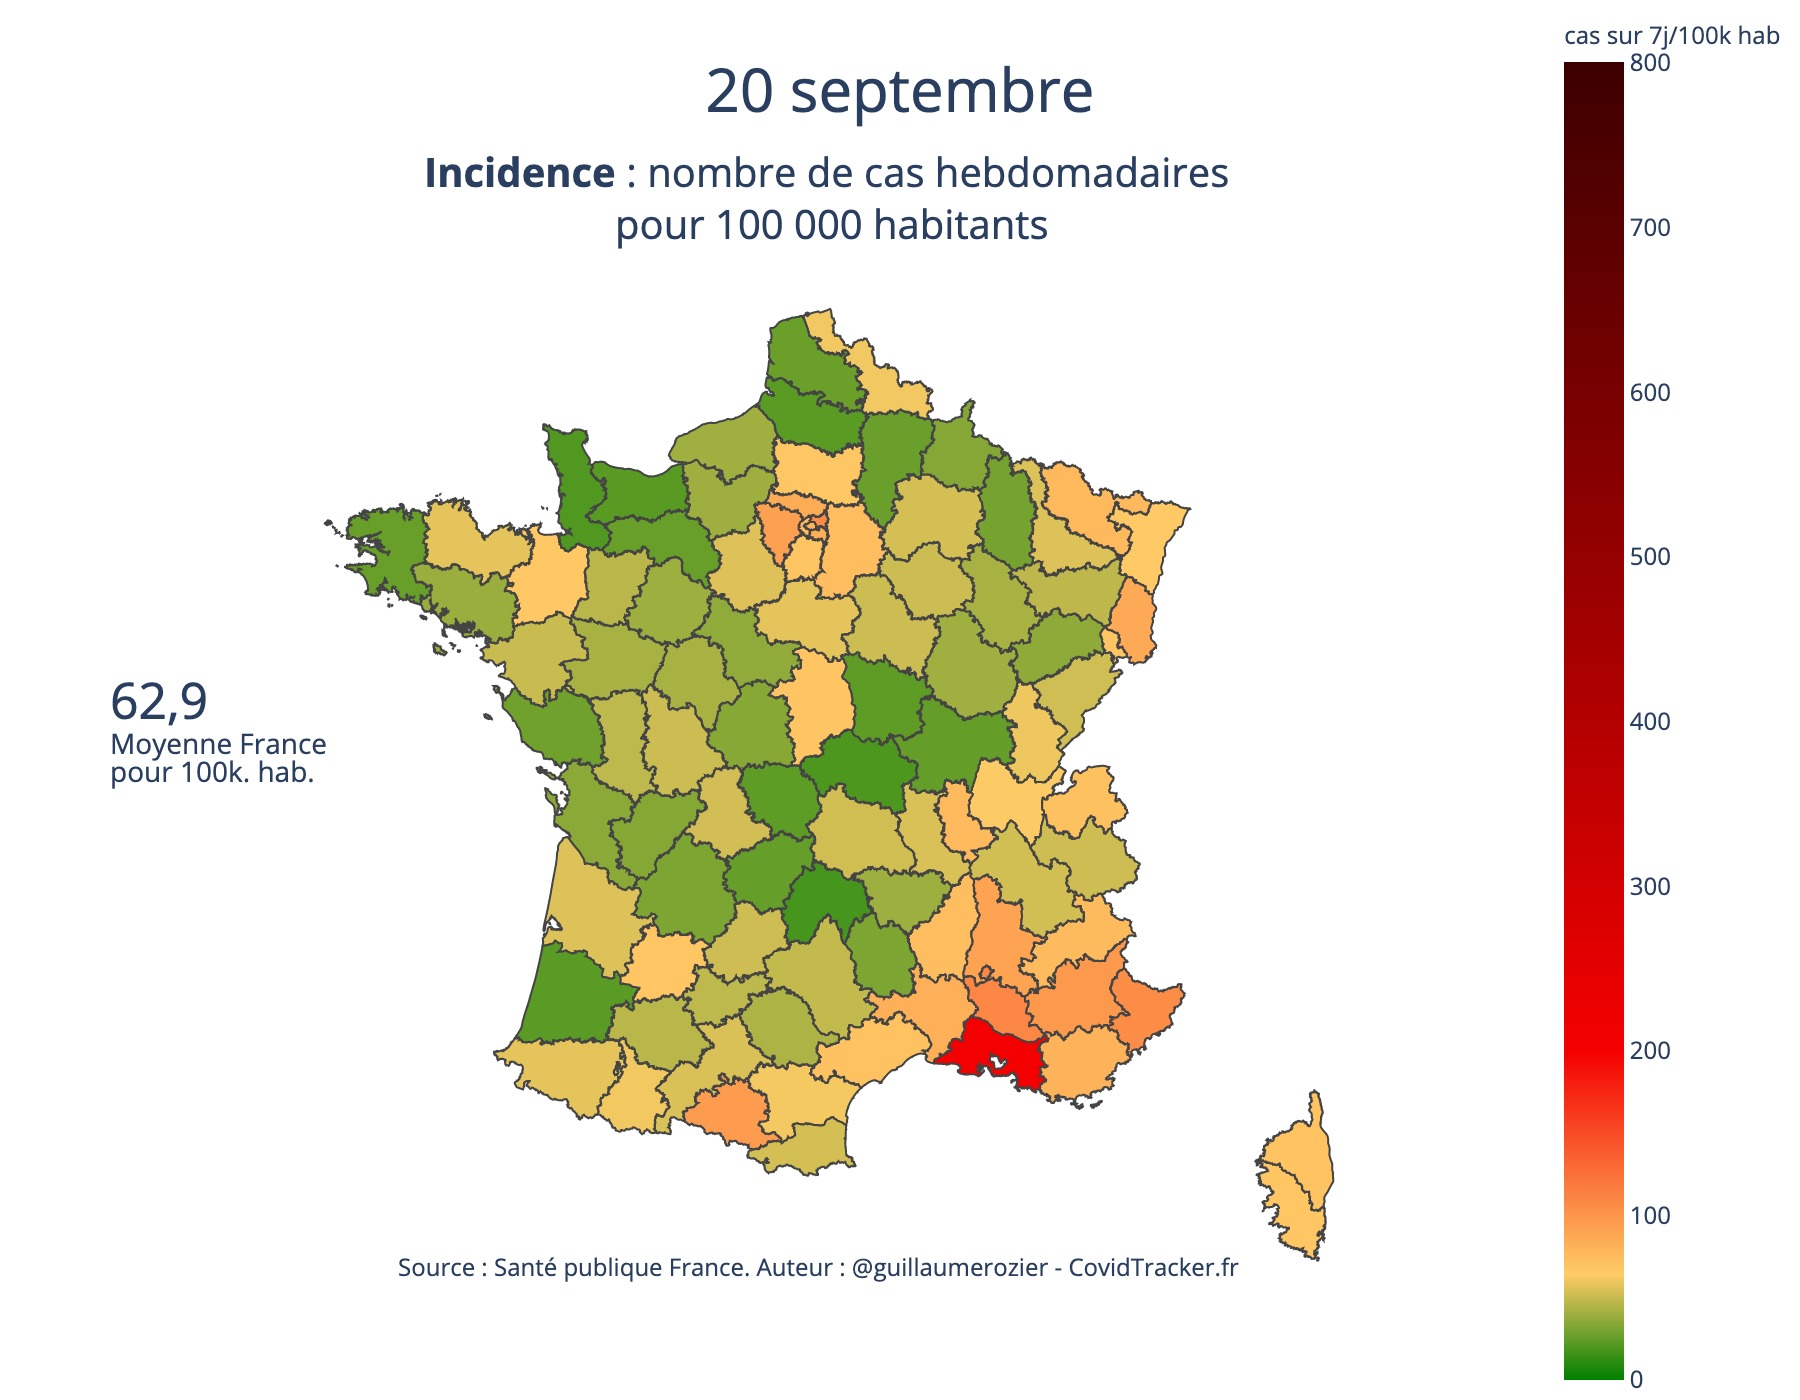 20 septembre
Incidence : nombre de cas hebdomadaires
pour 100 000 habitants
62,9
Moyenne France
pour 100k. hab.
cas sur 7j/100k hab
800
700
600
500
400
300
200
100
0
Source : Santé publique France. Auteur : @guillaumerozier - CovidTracker.fr